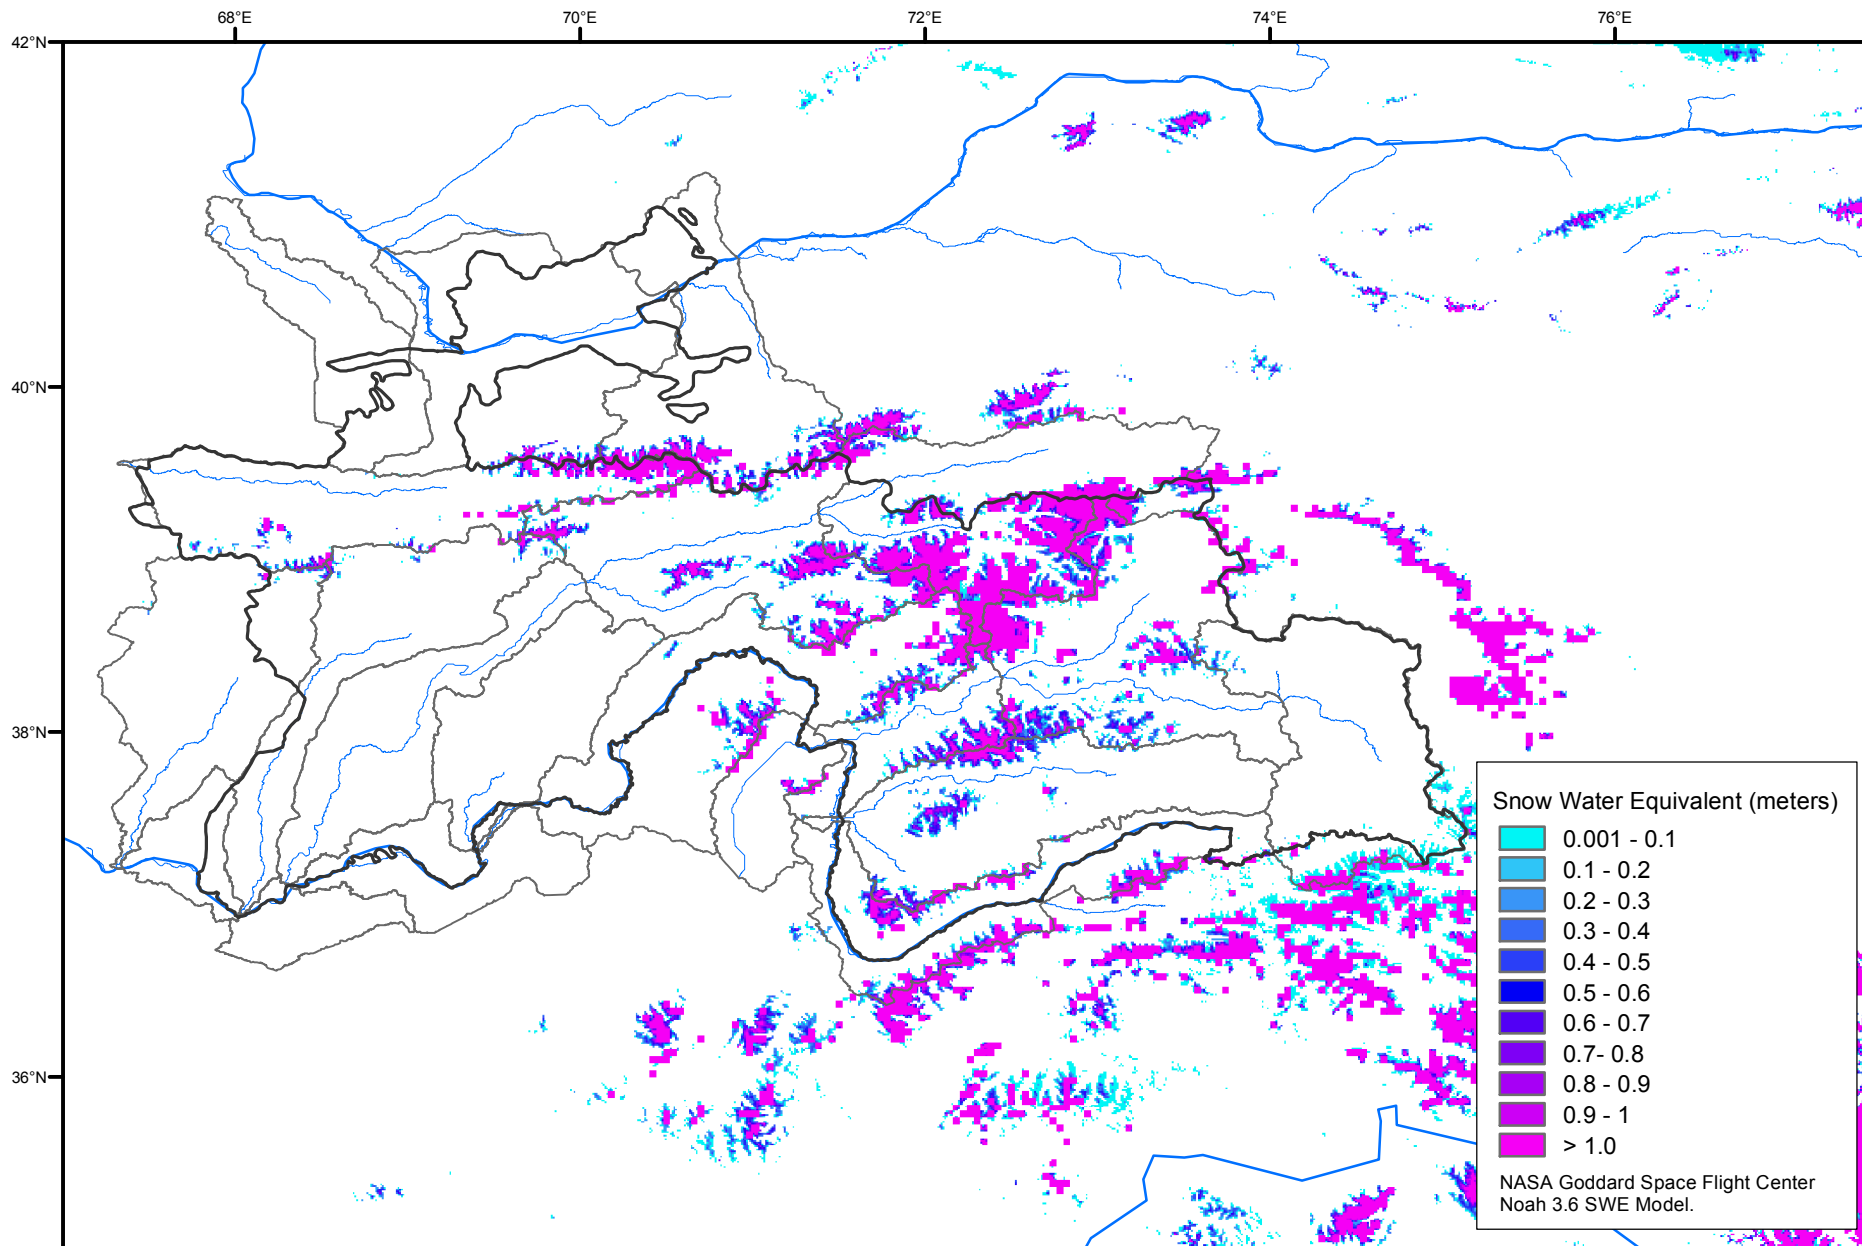 68°E 70°E 72°E 74°E 76°E
42°N
40°N
38°N
36°N
Snow Water Equivalent (meters)
0.001 - 0.1
0.1 - 0.2
0.2 - 0.3
0.3 - 0.4
0.4 - 0.5
0.5 - 0.6
0.6 - 0.7
0.7- 0.8
0.8 - 0.9
0.9 - 1
> 1.0
NASA Goddard Space Flight Center
Noah 3.6 SWE Model.